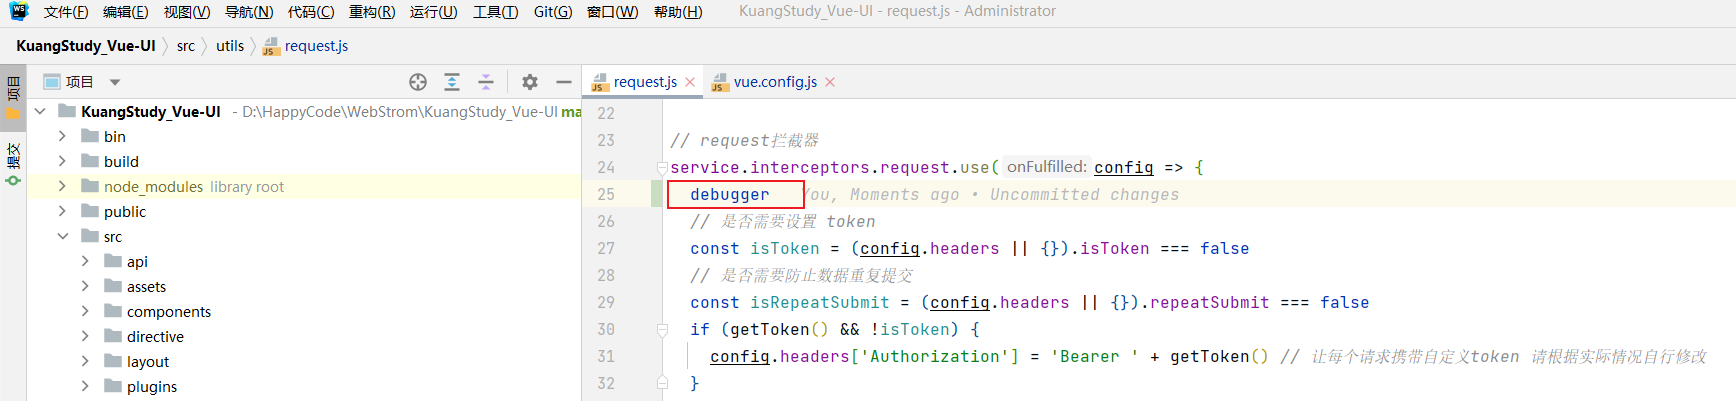 WS 文件(F) 编辑(E) 视图(V) 导航(N) 代码(C) 重构(R) 运行(U) 工具(T) Git(G) 窗口(W) 帮助(H) KuangStudy_Vue-UI - request.js - Administrator
KuangStudy_Vue-UI 〉 src 〉 utils 〉 JS request.js
项目
提交
项目
KuangStudy_Vue-UI - D:\HappyCode\WebStrom\KuangStudy_Vue-UI ma
bin
build
node_modules library root
public
src
api
assets
components
directive
layout
plugins
JS request.js × JS vue.config.js ×
22
23 // request拦截器
24 service.interceptors.request.use( onFulfilled: config => {
25 debugger You, Moments ago • Uncommitted changes
26 // 是否需要设置 token
27 const isToken = (config.headers || {}).isToken === false
28 // 是否需要防止数据重复提交
29 const isRepeatSubmit = (config.headers || {}).repeatSubmit === false
30 if (getToken() && !isToken) {
31 config.headers['Authorization'] = 'Bearer ' + getToken() // 让每个请求携带自定义token 请根据实际情况自行修改
32 }